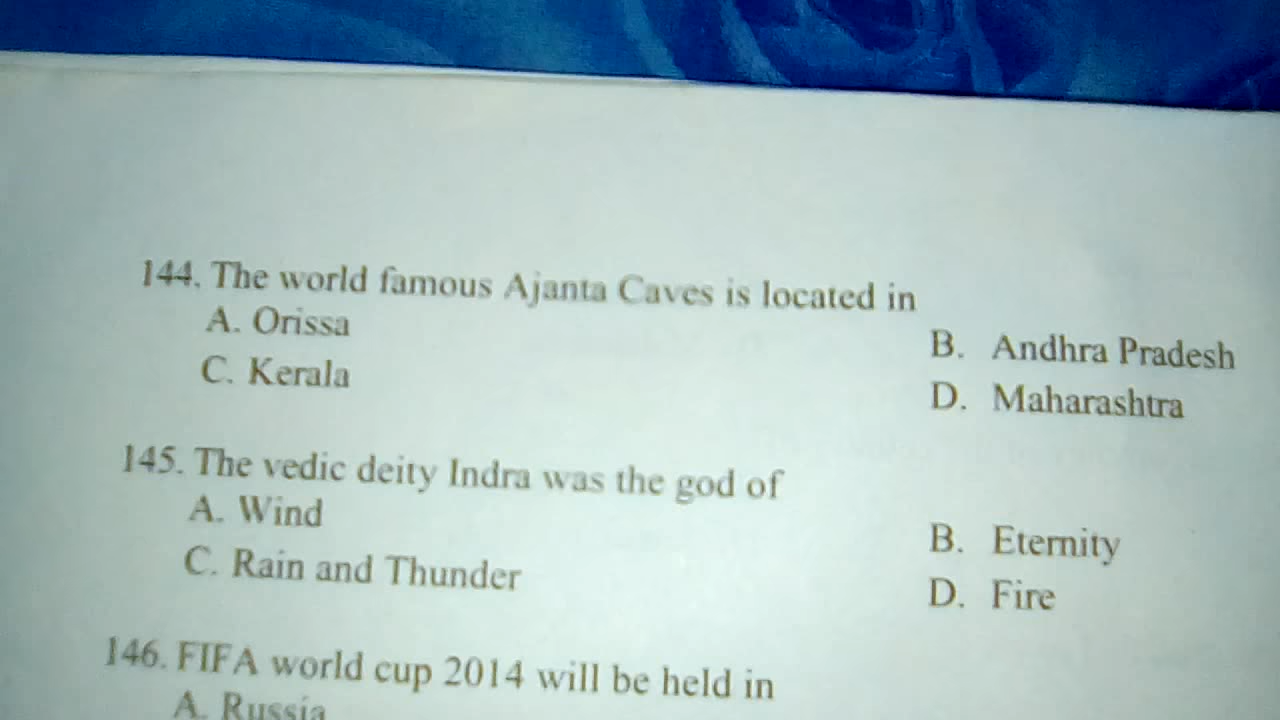 144. The world famous Ajanta Caves is located in
A. Orissa
B. Andhra Pradesh
C. Kerala
D. Maharashtra
145. The vedic deity Indra was the god of
A. Wind
B. Eternity
C. Rain and Thunder
D. Fire
146. FIFA world cup 2014 will be held in
A. Russia